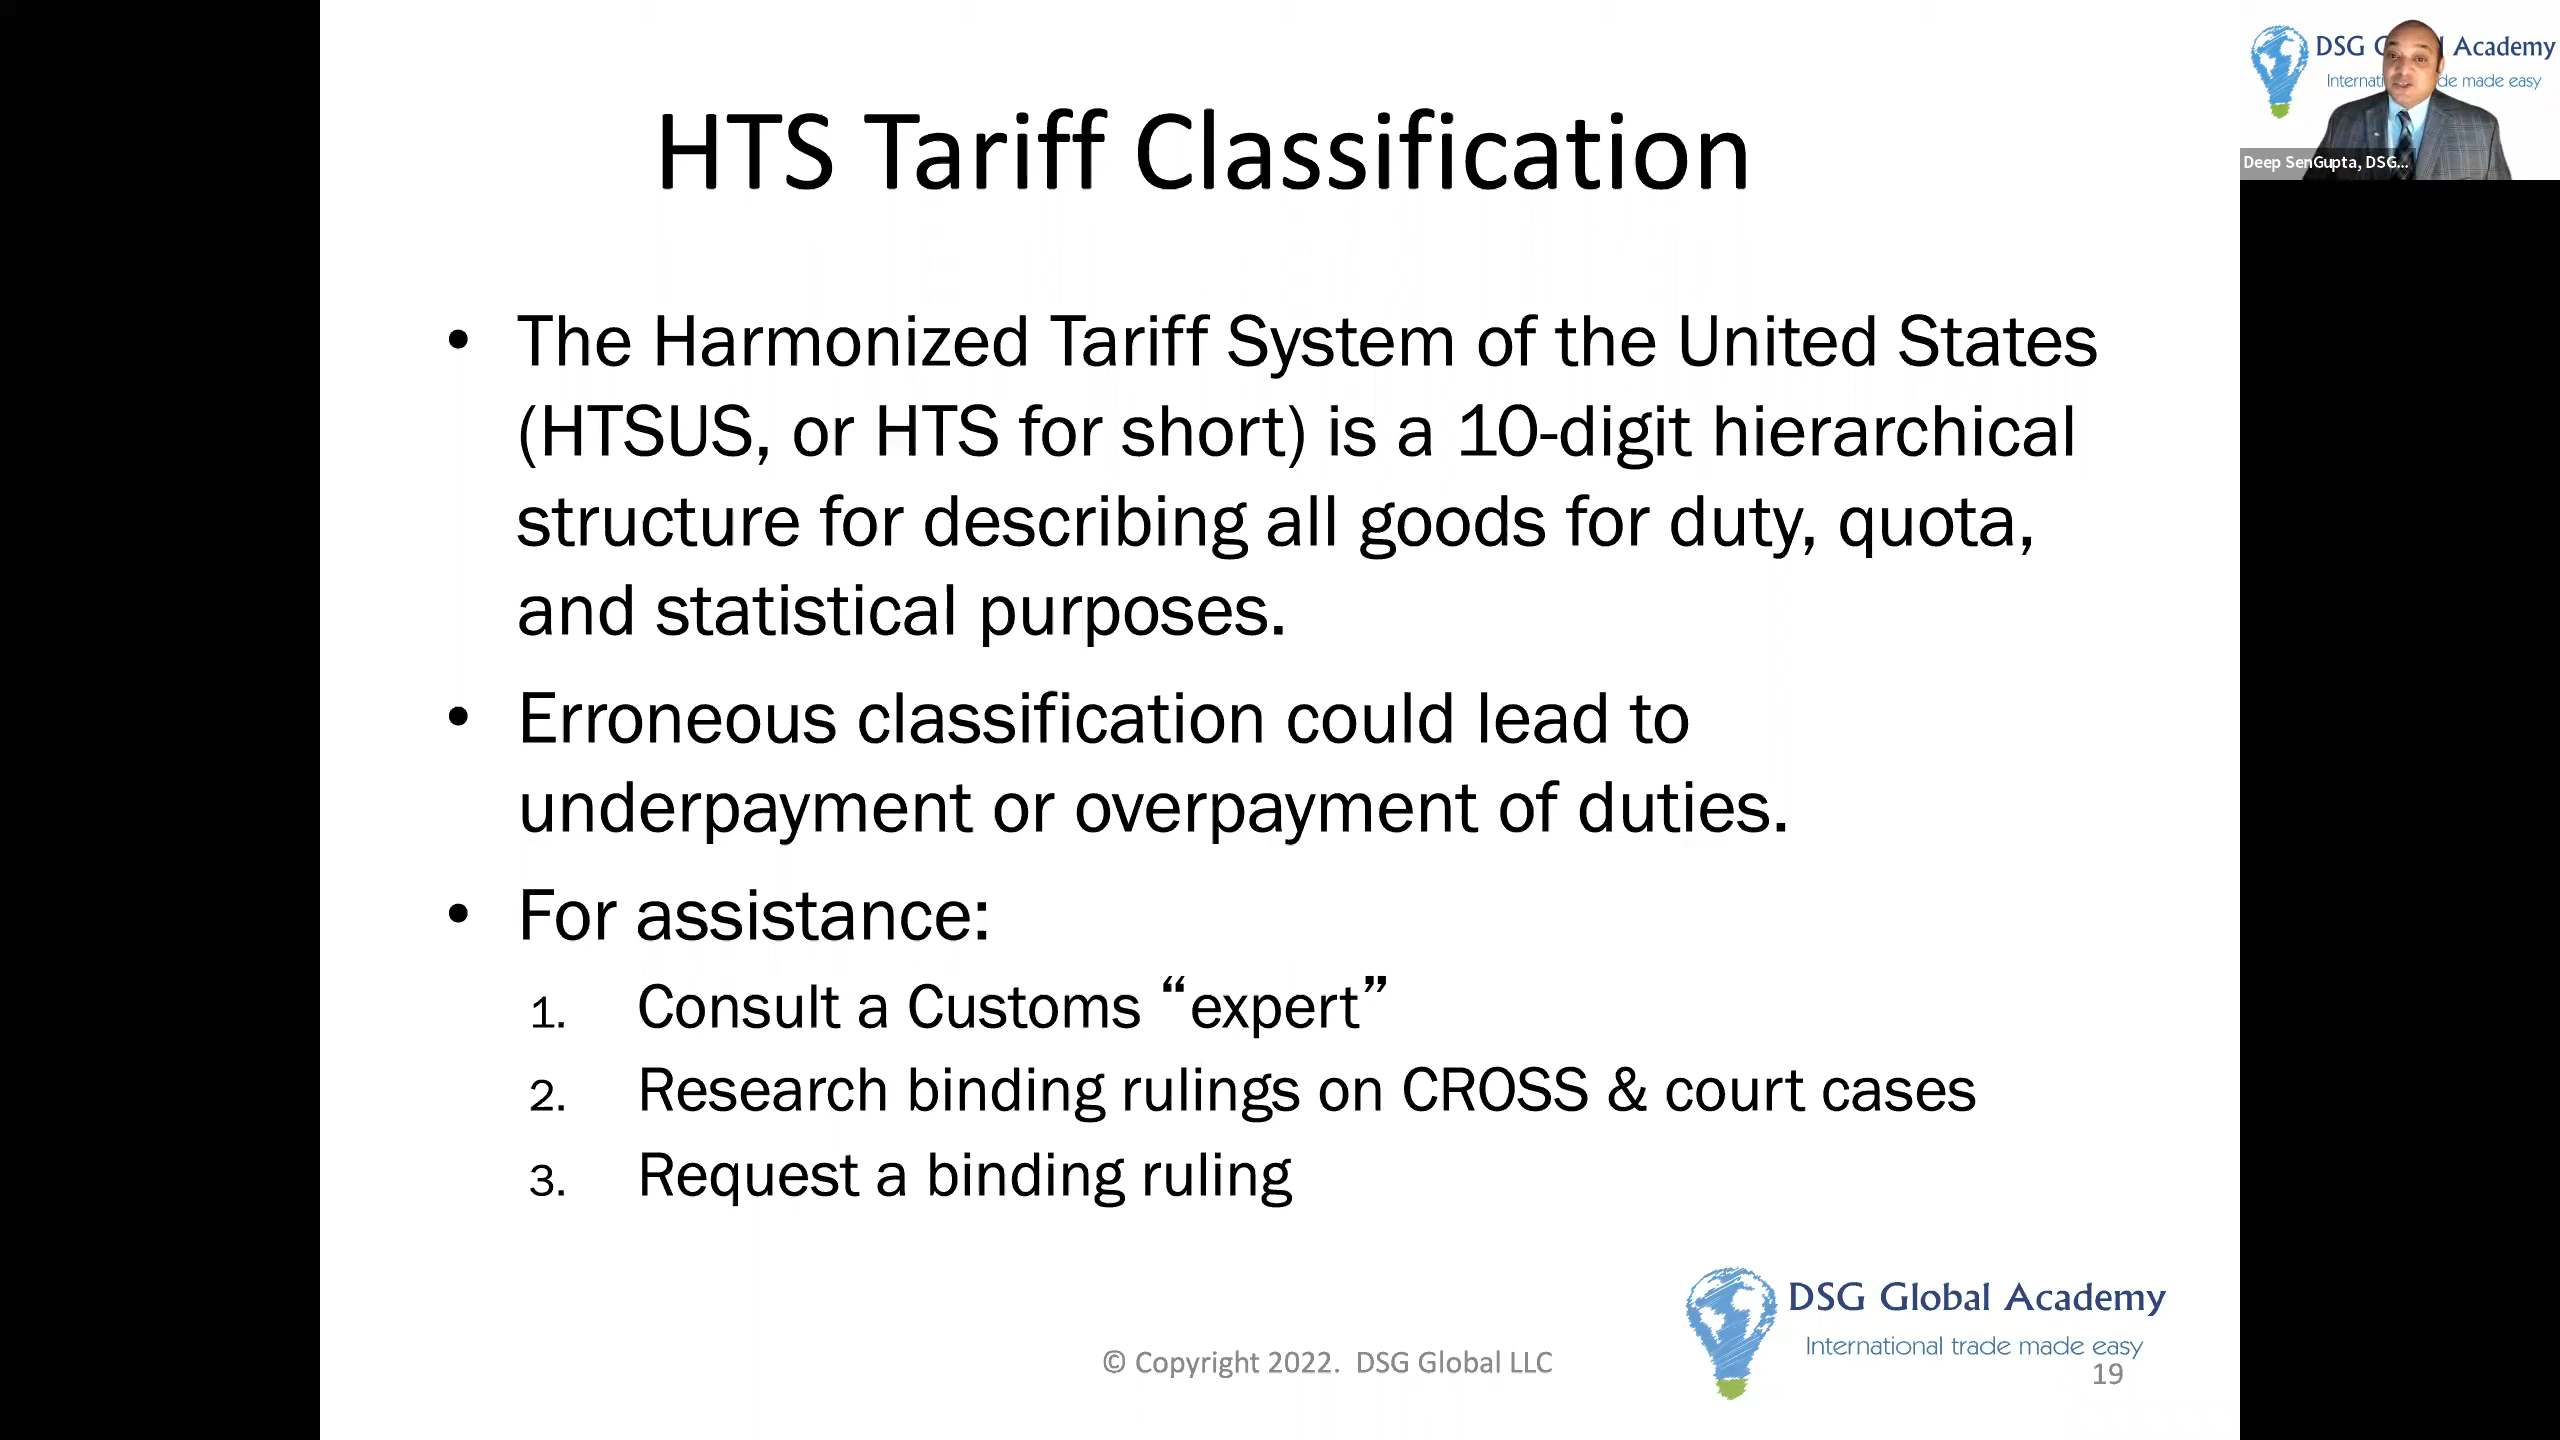 HTS Tariff Classification
• The Harmonized Tariff System of the United States
(HTSUS, or HTS for short) is a 10-digit hierarchical
structure for describing all goods for duty, quota,
and statistical purposes.
• Erroneous classification could lead to
underpayment or overpayment of duties.
• For assistance:
1. Consult a Customs “expert”
2. Research binding rulings on CROSS & court cases
3. Request a binding ruling
DSG Global Academy
International trade made easy
© Copyright 2022. DSG Global LLC
19
DSG Academy
made easy
Deep SenGupta, DSG...